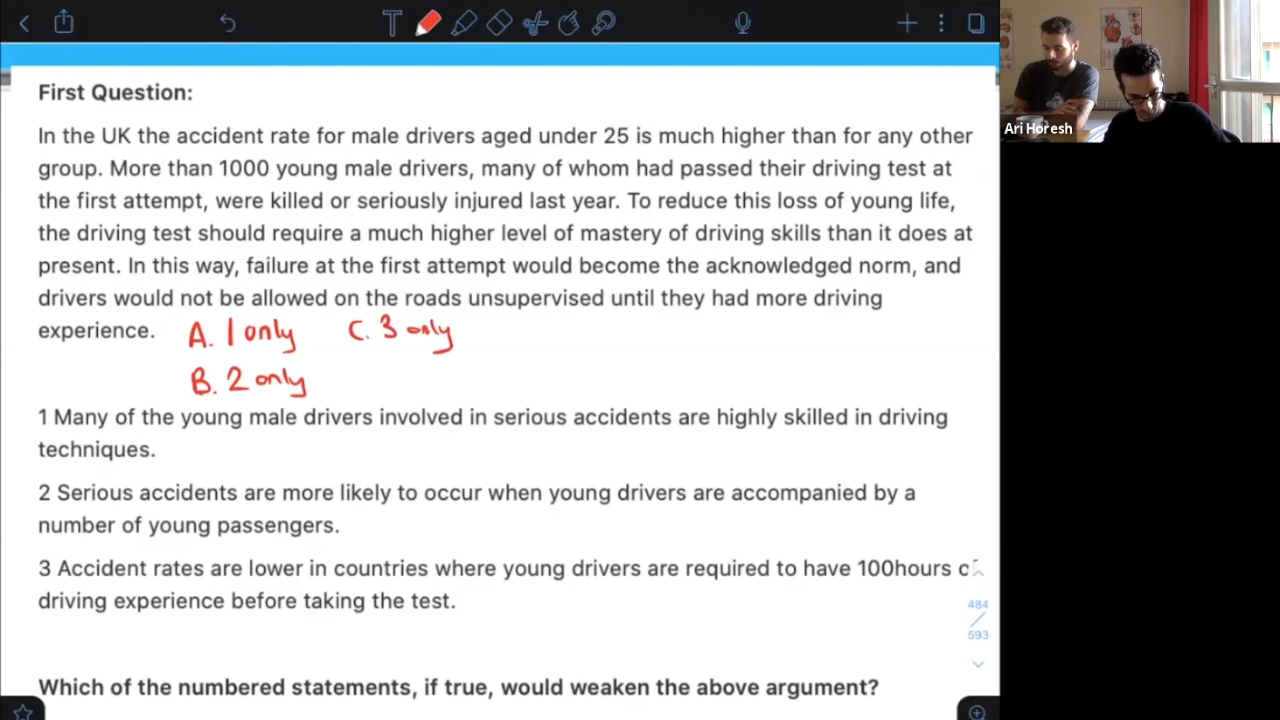 Ari Horesh
First Question:
In the UK the accident rate for male drivers aged under 25 is much higher than for any other
group. More than 1000 young male drivers, many of whom had passed their driving test at
the first attempt, were killed or seriously injured last year. To reduce this loss of young life,
the driving test should require a much higher level of mastery of driving skills than it does at
present. In this way, failure at the first attempt would become the acknowledged norm, and
drivers would not be allowed on the roads unsupervised until they had more driving
experience.
A. 1 only C. 3 only
B. 2 only
1 Many of the young male drivers involved in serious accidents are highly skilled in driving
techniques.
2 Serious accidents are more likely to occur when young drivers are accompanied by a
number of young passengers.
3 Accident rates are lower in countries where young drivers are required to have 100hours
driving experience before taking the test.
484
593
Which of the numbered statements, if true, would weaken the above argument?